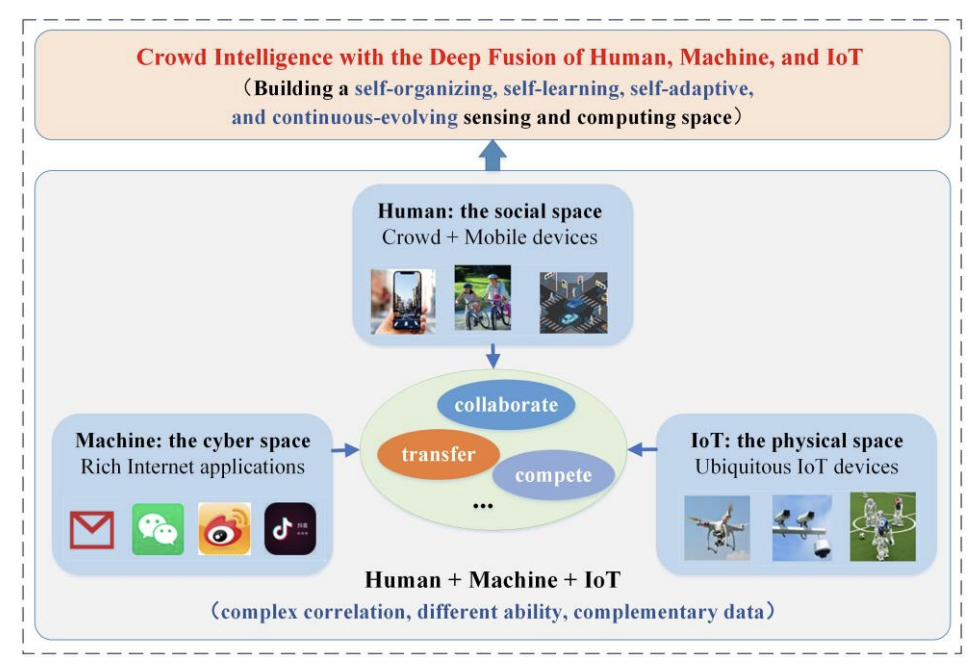 Crowd Intelligence with the Deep Fusion of Human, Machine, and IoT
（Building a self-organizing, self-learning, self-adaptive,
and continuous-evolving sensing and computing space）
Human: the social space
Crowd + Mobile devices
collaborate
transfer
compete
...
Machine: the cyber space
Rich Internet applications
抖音
IoT: the physical space
Ubiquitous IoT devices
Human + Machine + IoT
（complex correlation, different ability, complementary data）